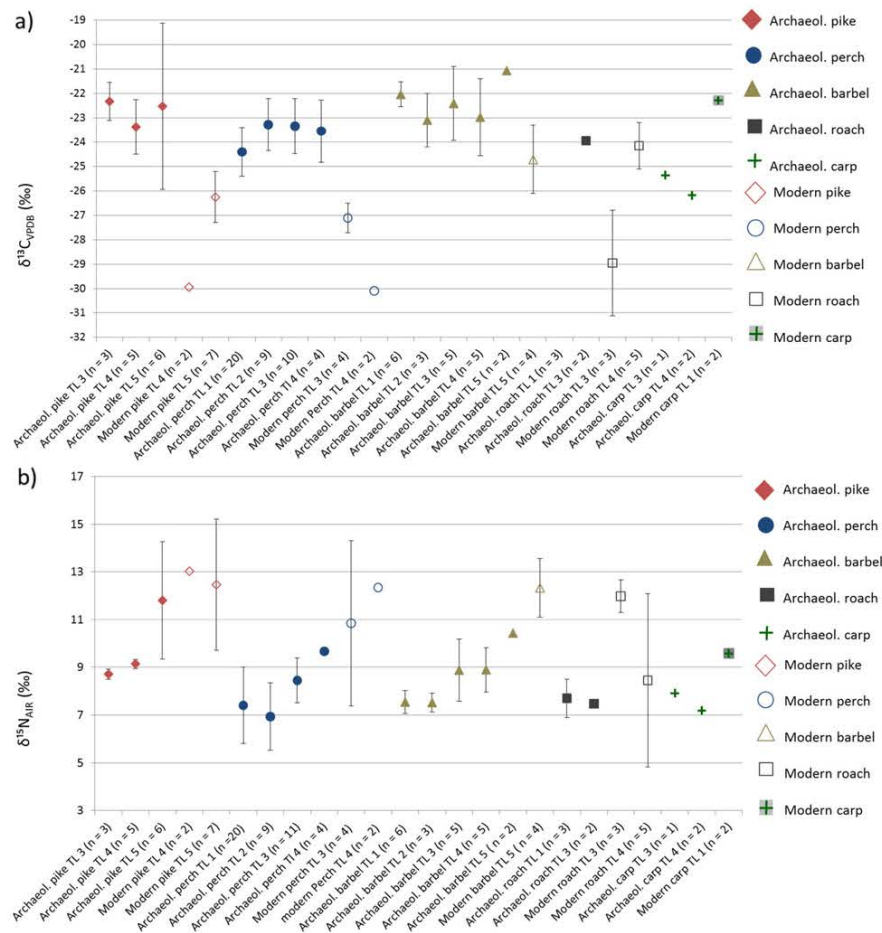 a)
-19
-20
-21
-22
-23
-24
-25
-26
-27
-28
-29
-30
-31
-32
δ¹³C_VPDB (‰)
Archaeol. pike TL 3 (n = 3)
Archaeol. pike TL 4 (n = 5)
Archaeol. pike TL 5 (n = 6)
Modern pike TL 4 (n = 2)
Modern pike TL 5 (n = 7)
Archaeol. perch TL 1 (n = 20)
Archaeol. perch TL 2 (n = 9)
Archaeol. perch TL 3 (n = 10)
Archaeol. perch Tl 4 (n = 4)
Modern perch TL 3 (n = 4)
Modern Perch TL 4 (n = 2)
Archaeol. barbel TL 1 (n = 6)
Archaeol. barbel TL 2 (n = 3)
Archaeol. barbel TL 3 (n = 5)
Archaeol. barbel TL 4 (n = 5)
Archaeol. barbel TL 5 (n = 2)
Modern barbel TL 5 (n = 4)
Archaeol. roach TL 1 (n = 3)
Archaeol. roach TL 3 (n = 2)
Modern roach TL 3 (n = 3)
Modern roach TL 4 (n = 5)
Archaeol. carp TL 3 (n = 1)
Archaeol. carp TL 4 (n = 2)
Modern carp TL 1 (n = 2)
Archaeol. pike
Archaeol. perch
Archaeol. barbel
Archaeol. roach
Archaeol. carp
Modern pike
Modern perch
Modern barbel
Modern roach
Modern carp
b)
17
15
13
11
9
7
5
3
δ¹⁵N_AIR (‰)
Archaeol. pike TL 3 (n = 3)
Archaeol. pike TL 4 (n = 5)
Archaeol. pike TL 5 (n = 6)
Modern pike TL 4 (n = 2)
Modern pike TL 5 (n = 7)
Archaeol. perch TL 1 (n =20)
Archaeol. perch TL 2 (n = 9)
Archaeol. perch TL 3 (n = 11)
Archaeol. perch Tl 4 (n = 4)
Modern perch TL 3 (n = 4)
modern Perch TL 4 (n = 2)
Archaeol. barbel TL 1 (n = 6)
Archaeol. barbel TL 2 (n = 3)
Archaeol. barbel TL 3 (n = 5)
Archaeol. barbel TL 4 (n = 5)
Archaeol. barbel TL 5 (n = 2)
Modern barbel TL 5 (n = 4)
Archaeol. roach TL 1 (n = 3)
Archaeol. roach TL 3 (n = 2)
Modern roach TL 3 (n = 3)
Modern roach TL 4 (n = 5)
Archaeol. carp TL 3 (n = 1)
Archaeol. carp TL 4 (n = 2)
Modern carp TL 1 (n = 2)
Archaeol. pike
Archaeol. perch
Archaeol. barbel
Archaeol. roach
Archaeol. carp
Modern pike
Modern perch
Modern barbel
Modern roach
Modern carp